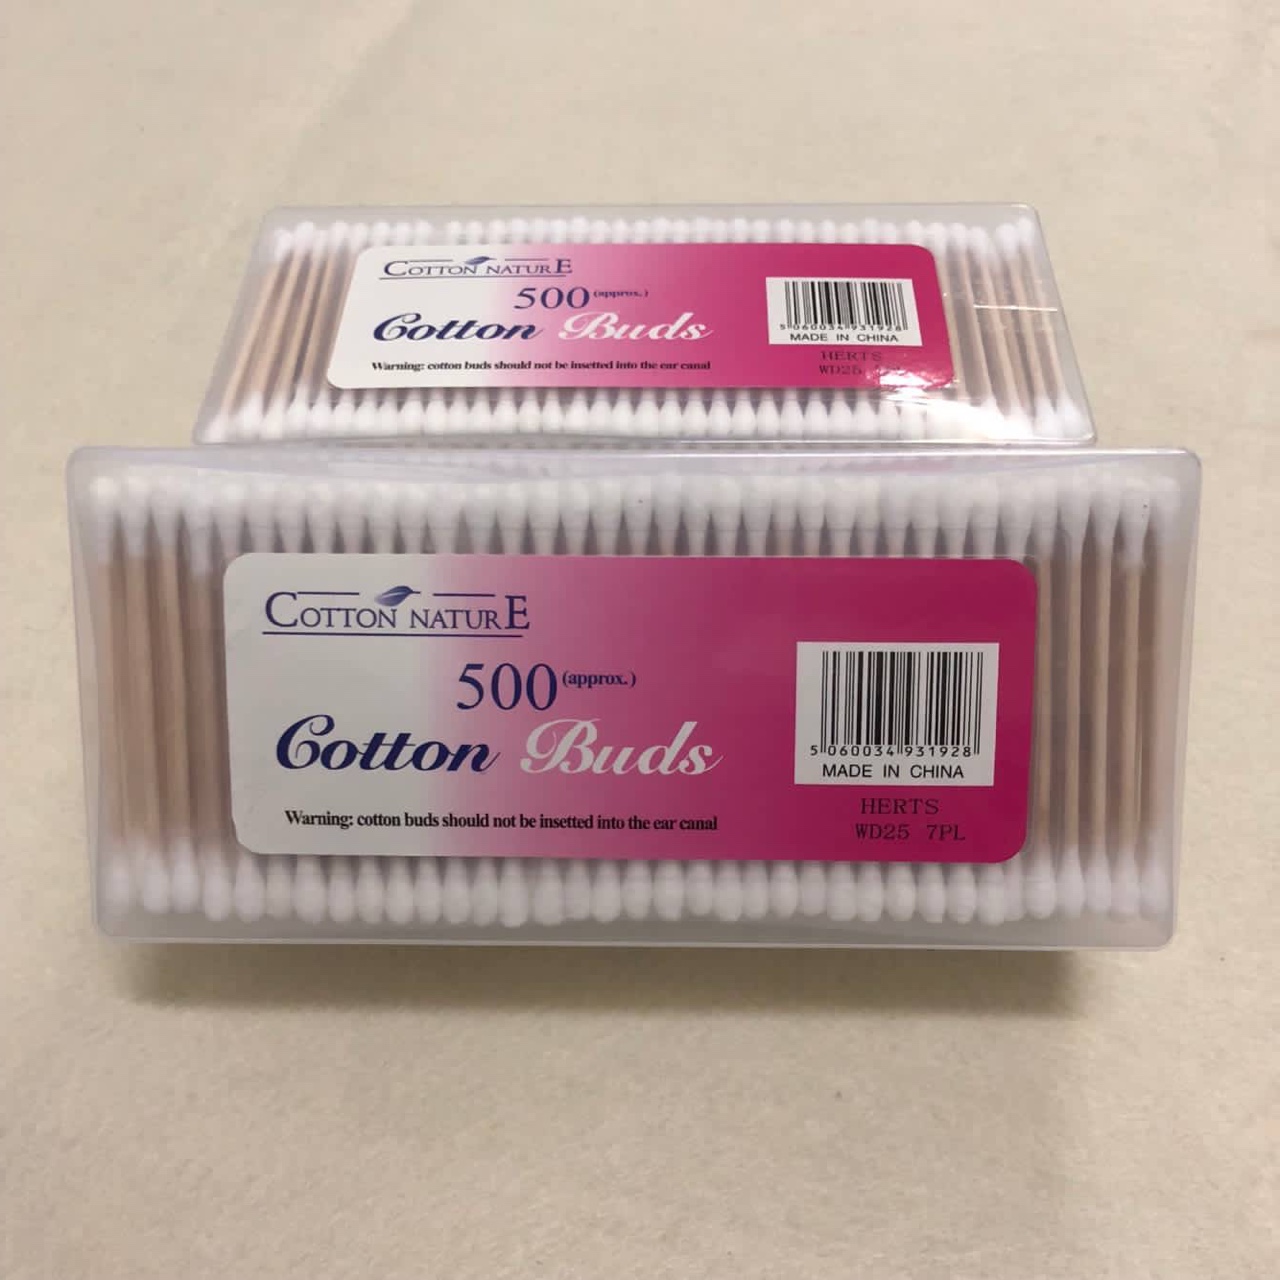 COTTON NATURE
500 (approx.)
Cotton Buds
Warning: cotton buds should not be insetted into the ear canal
5 060034 931928
MADE IN CHINA
HERTS
WD25
COTTON NATURE
500 (approx.)
Cotton Buds
Warning: cotton buds should not be insetted into the ear canal
5 060034 931928
MADE IN CHINA
HERTS
WD25 7PL